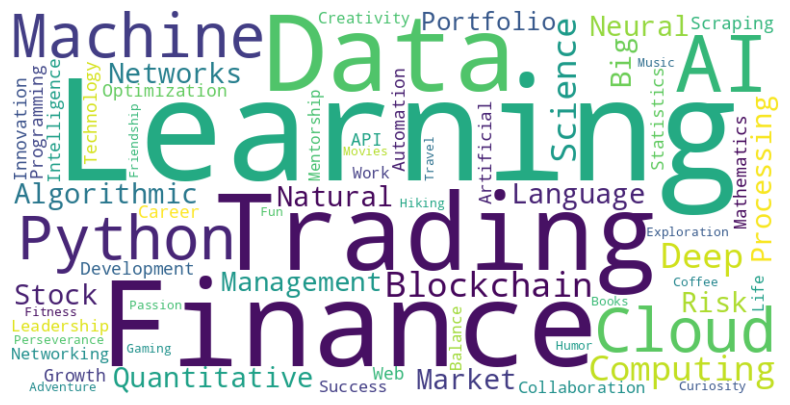 Machine
Data
Creativity
Portfolio
Neural
Scraping
Networks
Optimization
Learning
Science
Big
Music
AI
Innovation
Programming
Intelligence
Technology
Friendship
Mentorship
API
Movies
Work
Automation
Travel
Artificial
Statistics
Mathematics
Processing
Algorithmic
Career
Natural
Language
Fun
Hiking
Python
Trading
Exploration
Development
Management
Blockchain
Deep
Coffee
Life
Stock
Fitness
Finance
Passion
Books
Risk
Leadership
Perseverance
Networking
Gaming
Balance
Humor
Cloud
Growth
Adventure
Quantitative
Success
Web
Market
Collaboration
Computing
Curiosity